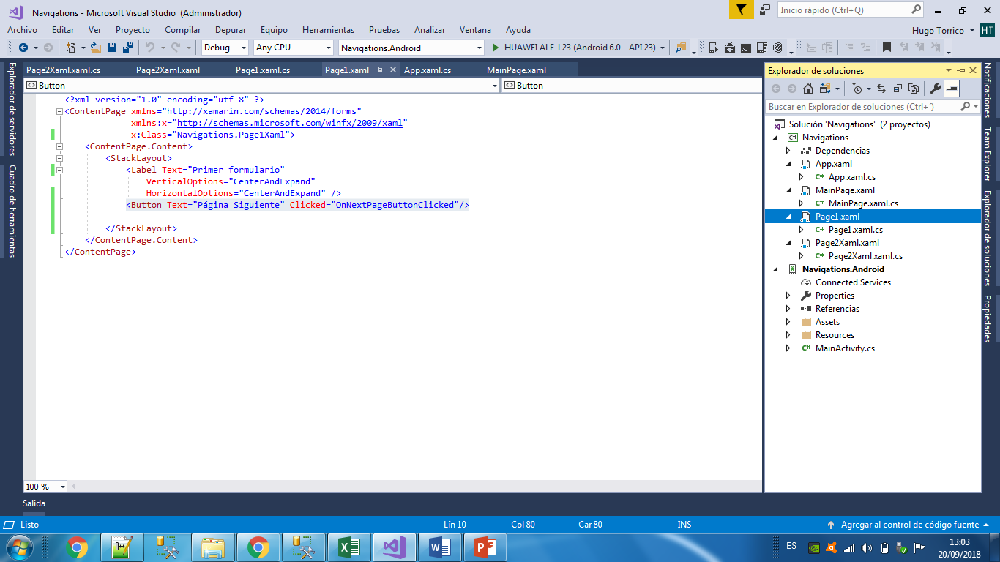 Navigations - Microsoft Visual Studio (Administrador)
Inicio rápido (Ctrl+Q)
Archivo Editar Ver Proyecto Compilar Depurar Equipo Herramientas Pruebas Analizar Ventana Ayuda
Hugo Torrico HT
Debug Any CPU Navigations.Android HUAWEI ALE-L23 (Android 6.0 - API 23)
Explorador de servidores
Cuadro de herramientas
Page2Xaml.xaml.cs Page2Xaml.xaml Page1.xaml.cs Page1.xaml App.xaml.cs MainPage.xaml
Button Button
<?xml version="1.0" encoding="utf-8" ?>
<ContentPage xmlns="http://xamarin.com/schemas/2014/forms"
xmlns:x="http://schemas.microsoft.com/winfx/2009/xaml"
x:Class="Navigations.Page1Xaml">
<ContentPage.Content>
<StackLayout>
<Label Text="Primer formulario"
VerticalOptions="CenterAndExpand"
HorizontalOptions="CenterAndExpand" />
<Button Text="Página Siguiente" Clicked="OnNextPageButtonClicked"/>
</StackLayout>
</ContentPage.Content>
</ContentPage>
100 %
Explorador de soluciones
Buscar en Explorador de soluciones (Ctrl+´)
Solución 'Navigations' (2 proyectos)
C# Navigations
Dependencias
App.xaml
C# App.xaml.cs
MainPage.xaml
C# MainPage.xaml.cs
Page1.xaml
C# Page1.xaml.cs
Page2Xaml.xaml
C# Page2Xaml.xaml.cs
Navigations.Android
Connected Services
Properties
Referencias
Assets
Resources
C# MainActivity.cs
Notificaciones
Team Explorer
Explorador de soluciones
Propiedades
Salida
Listo Lín 10 Col 80 Car 80 INS Agregar al control de código fuente
ES
13:03
20/09/2018